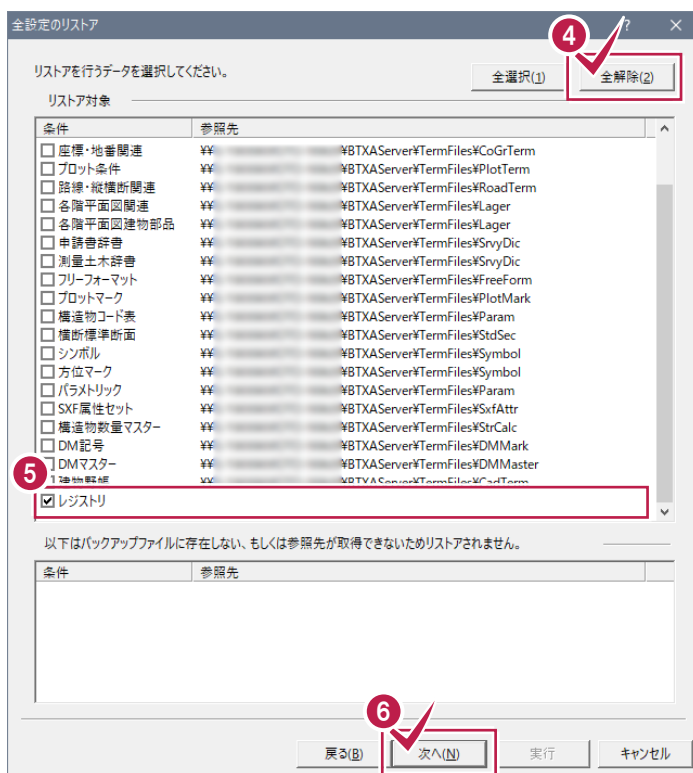 全設定のリストア
4
?
リストアを行うデータを選択してください。
全選択(1)
全解除(2)
リストア対象
条件 参照先
座標・地番関連 ¥¥ ¥BTXAServer¥TermFiles¥CoGrTerm
プロット条件 ¥¥ ¥BTXAServer¥TermFiles¥PlotTerm
路線・縦横断関連 ¥¥ ¥BTXAServer¥TermFiles¥RoadTerm
各階平面図関連 ¥¥ ¥BTXAServer¥TermFiles¥Lager
各階平面図建物部品 ¥¥ ¥BTXAServer¥TermFiles¥Lager
申請書辞書 ¥¥ ¥BTXAServer¥TermFiles¥SrvyDic
測量土木辞書 ¥¥ ¥BTXAServer¥TermFiles¥SrvyDic
フリーフォーマット ¥¥ ¥BTXAServer¥TermFiles¥FreeForm
プロットマーク ¥¥ ¥BTXAServer¥TermFiles¥PlotMark
構造物コード表 ¥¥ ¥BTXAServer¥TermFiles¥Param
横断標準断面 ¥¥ ¥BTXAServer¥TermFiles¥StdSec
シンボル ¥¥ ¥BTXAServer¥TermFiles¥Symbol
方位マーク ¥¥ ¥BTXAServer¥TermFiles¥Symbol
パラメトリック ¥¥ ¥BTXAServer¥TermFiles¥Param
SXF属性セット ¥¥ ¥BTXAServer¥TermFiles¥SxfAttr
構造物数量マスター ¥¥ ¥BTXAServer¥TermFiles¥StrCalc
DM記号 ¥¥ ¥BTXAServer¥TermFiles¥DMMark
DMマスター ¥¥ ¥BTXAServer¥TermFiles¥DMMaster
建物野帳 ¥¥ ¥BTXAServer¥TermFiles¥CadTerm
5
レジストリ
以下はバックアップファイルに存在しない、もしくは参照先が取得できないためリストアされません。
条件 参照先
6
戻る(B) 次へ(N) 実行 キャンセル